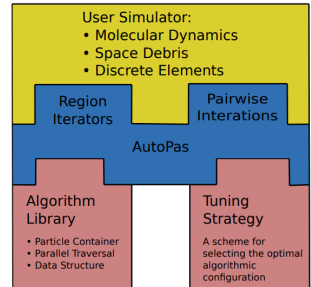 User Simulator:
• Molecular Dynamics
• Space Debris
• Discrete Elements
Region
Iterators
Pairwise
Interations
AutoPas
Algorithm
Library
• Particle Container
• Parallel Traversal
• Data Structure
Tuning
Strategy
A scheme for
selecting the optimal
algorithmic
configuration